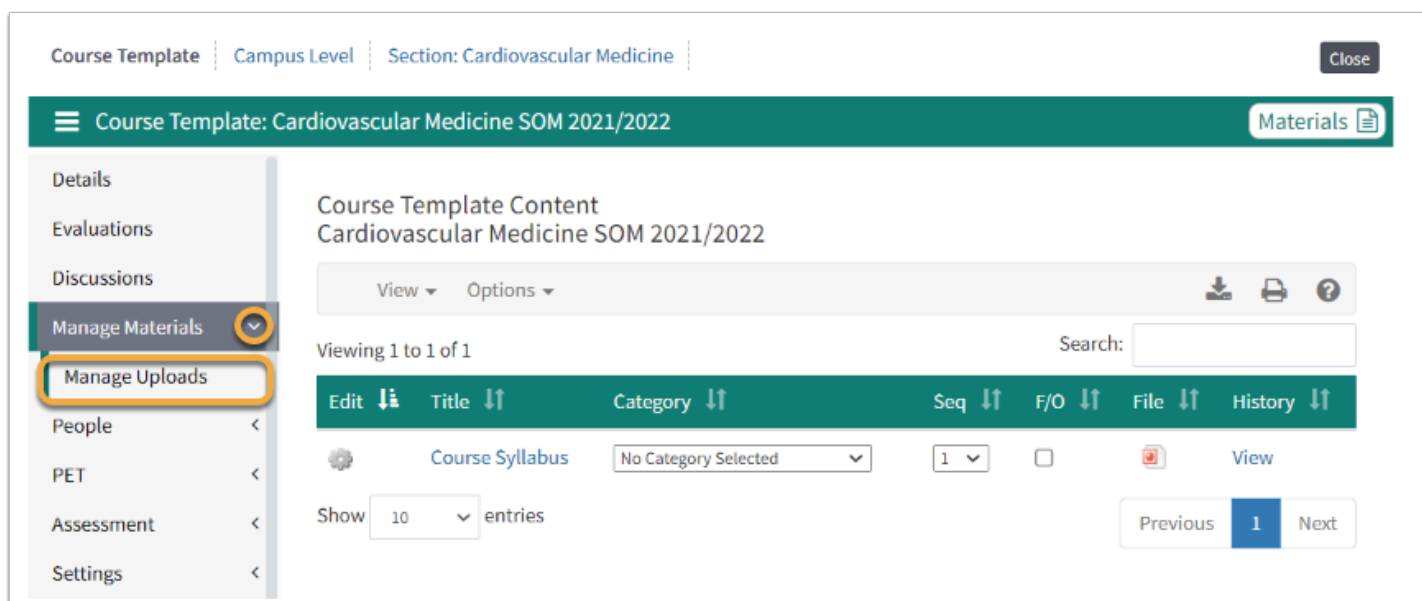 Course Template Campus Level Section: Cardiovascular Medicine Close
Course Template: Cardiovascular Medicine SOM 2021/2022 Materials
Details
Evaluations
Discussions
Manage Materials
Manage Uploads
People
PET
Assessment
Settings
Course Template Content
Cardiovascular Medicine SOM 2021/2022
View Options
Viewing 1 to 1 of 1 Search:
Edit Title Category Seq F/O File History
Course Syllabus No Category Selected 1 View
Show 10 entries Previous 1 Next